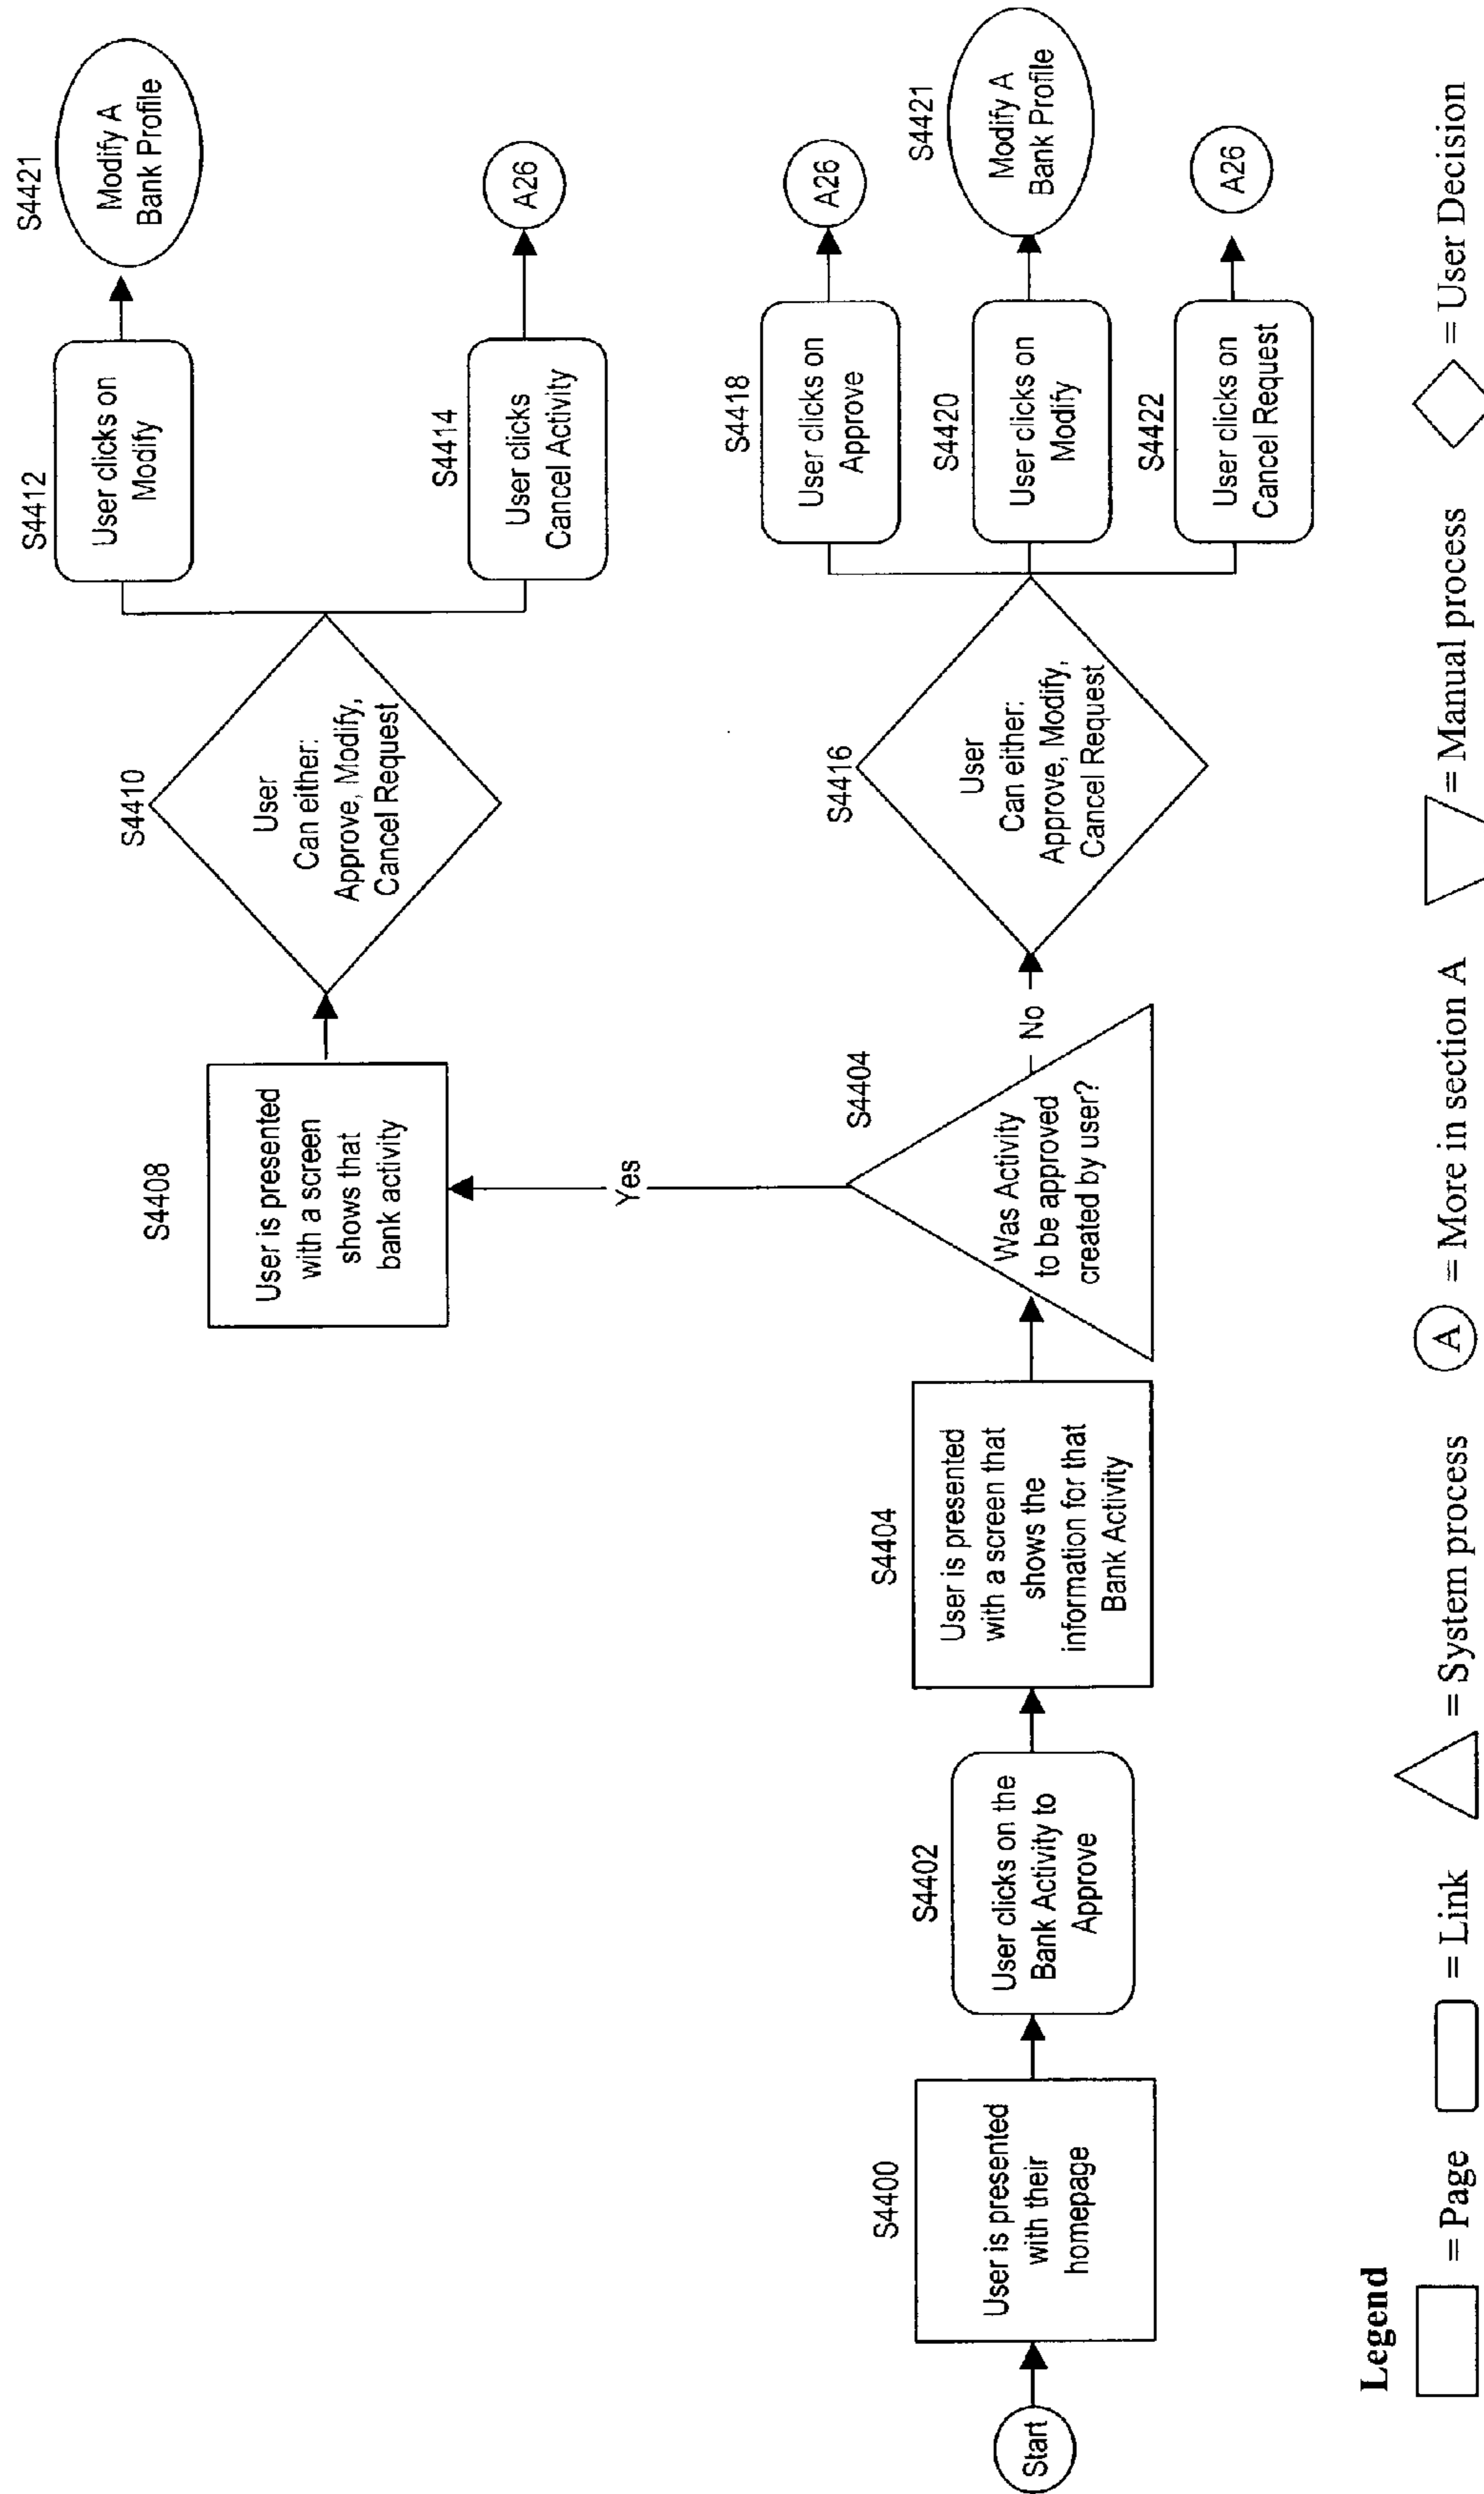 S4421
Modify A
Bank Profile
S4412
User clicks on
Modify
S4414
User clicks
Cancel Activity
A26
S4410
User
Can either:
Approve, Modify,
Cancel Request
S4408
User is presented
with a screen
shows that
bank activity
Yes
Start
S4400
User is presented
with their
homepage
S4402
User clicks on the
Bank Activity to
Approve
S4404
User is presented
with a screen that
shows the
information for that
Bank Activity
S4404
Was Activity
to be approved
created by user?
No
S4416
User
Can either:
Approve, Modify,
Cancel Request
S4418
User clicks on
Approve
A26
S4420
User clicks on
Modify
S4421
Modify A
Bank Profile
S4422
User clicks on
Cancel Request
A26
Legend
= Page
= Link
= System process
A = More in section A
= Manual process
= User Decision